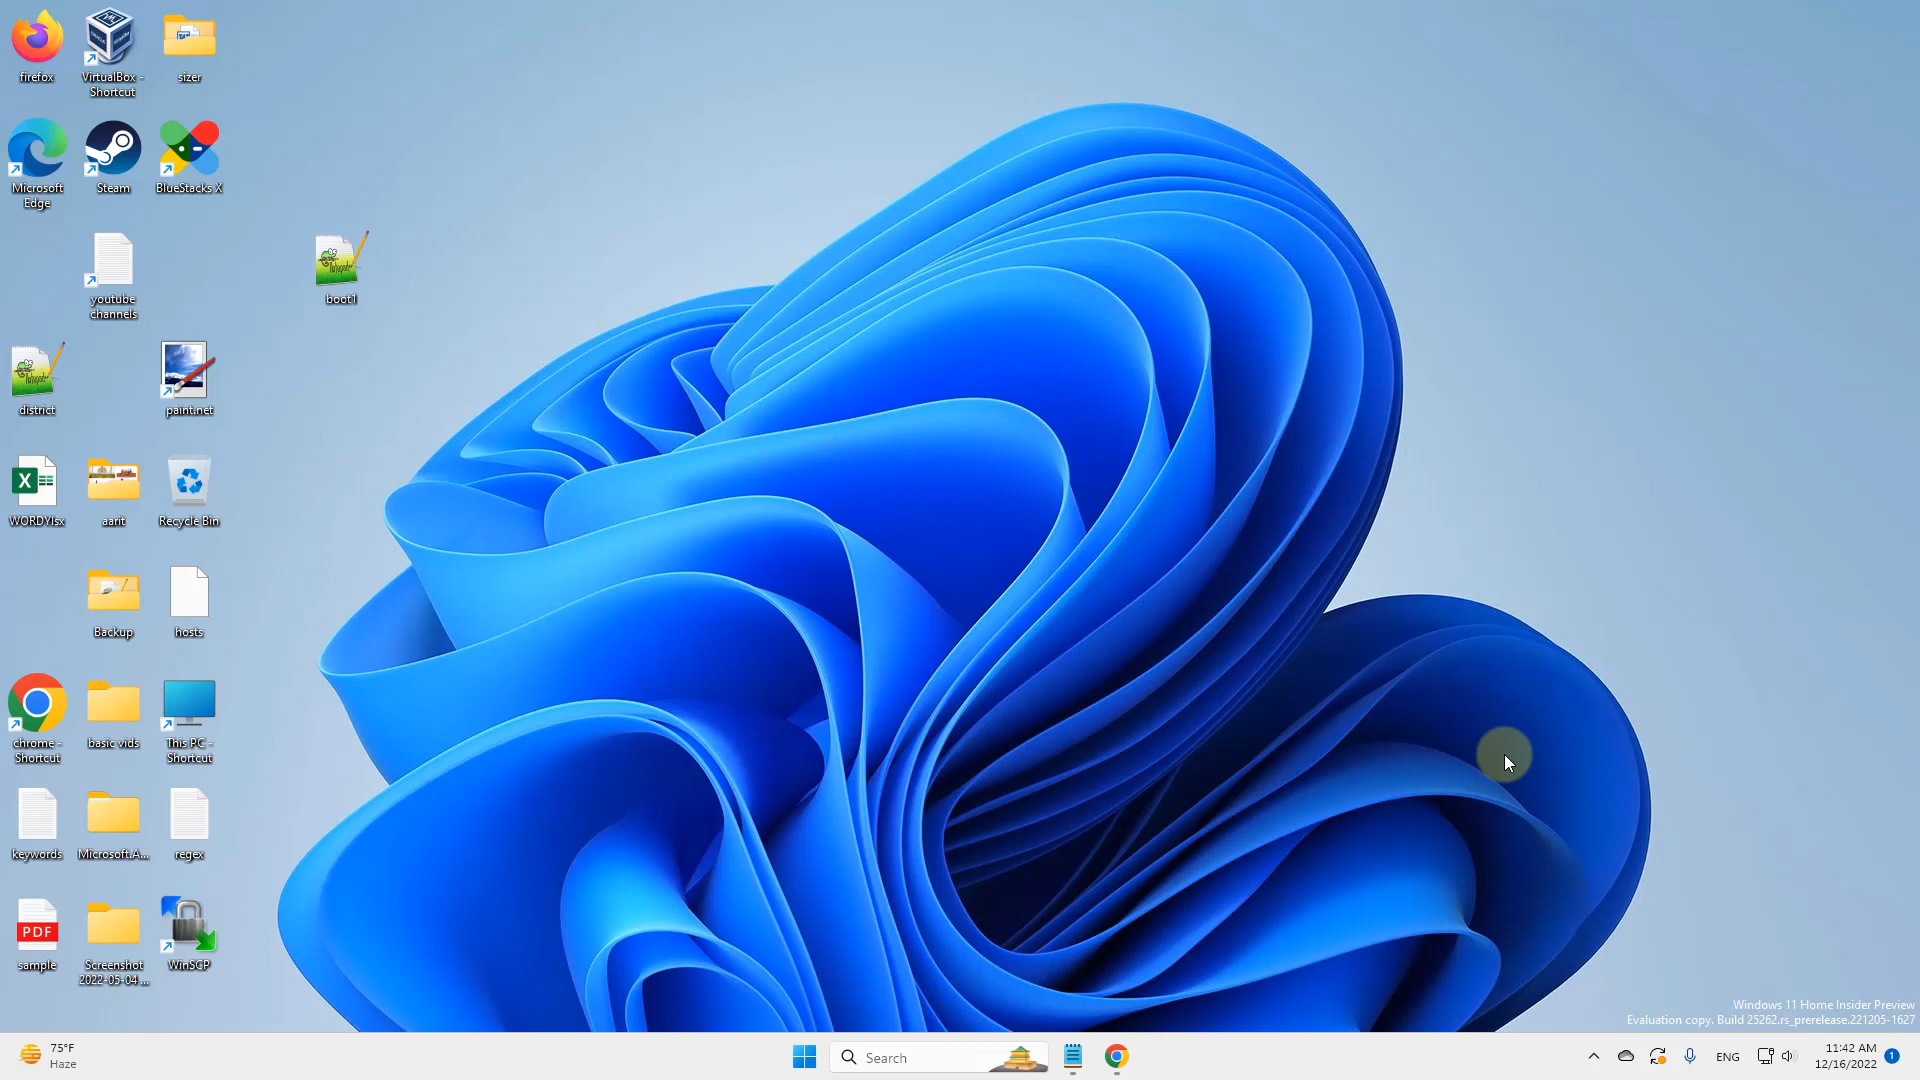 firefox
VirtualBox -
Shortcut
sizer
Microsoft
Edge
Steam
BlueStacks X
youtube
channels
boot1
district
paint.net
WORDYlsx
aarit
Recycle Bin
Backup
hosts
chrome -
Shortcut
basic vids
This PC -
Shortcut
keywords
Microsoft.A...
regex
PDF
sample
Screenshot
2022-05-04 ...
WinSCP
Windows 11 Home Insider Preview
Evaluation copy. Build 25262.rs_prerelease.221205-1627
75°F
Haze
Search
ENG
11:42 AM
12/16/2022
1